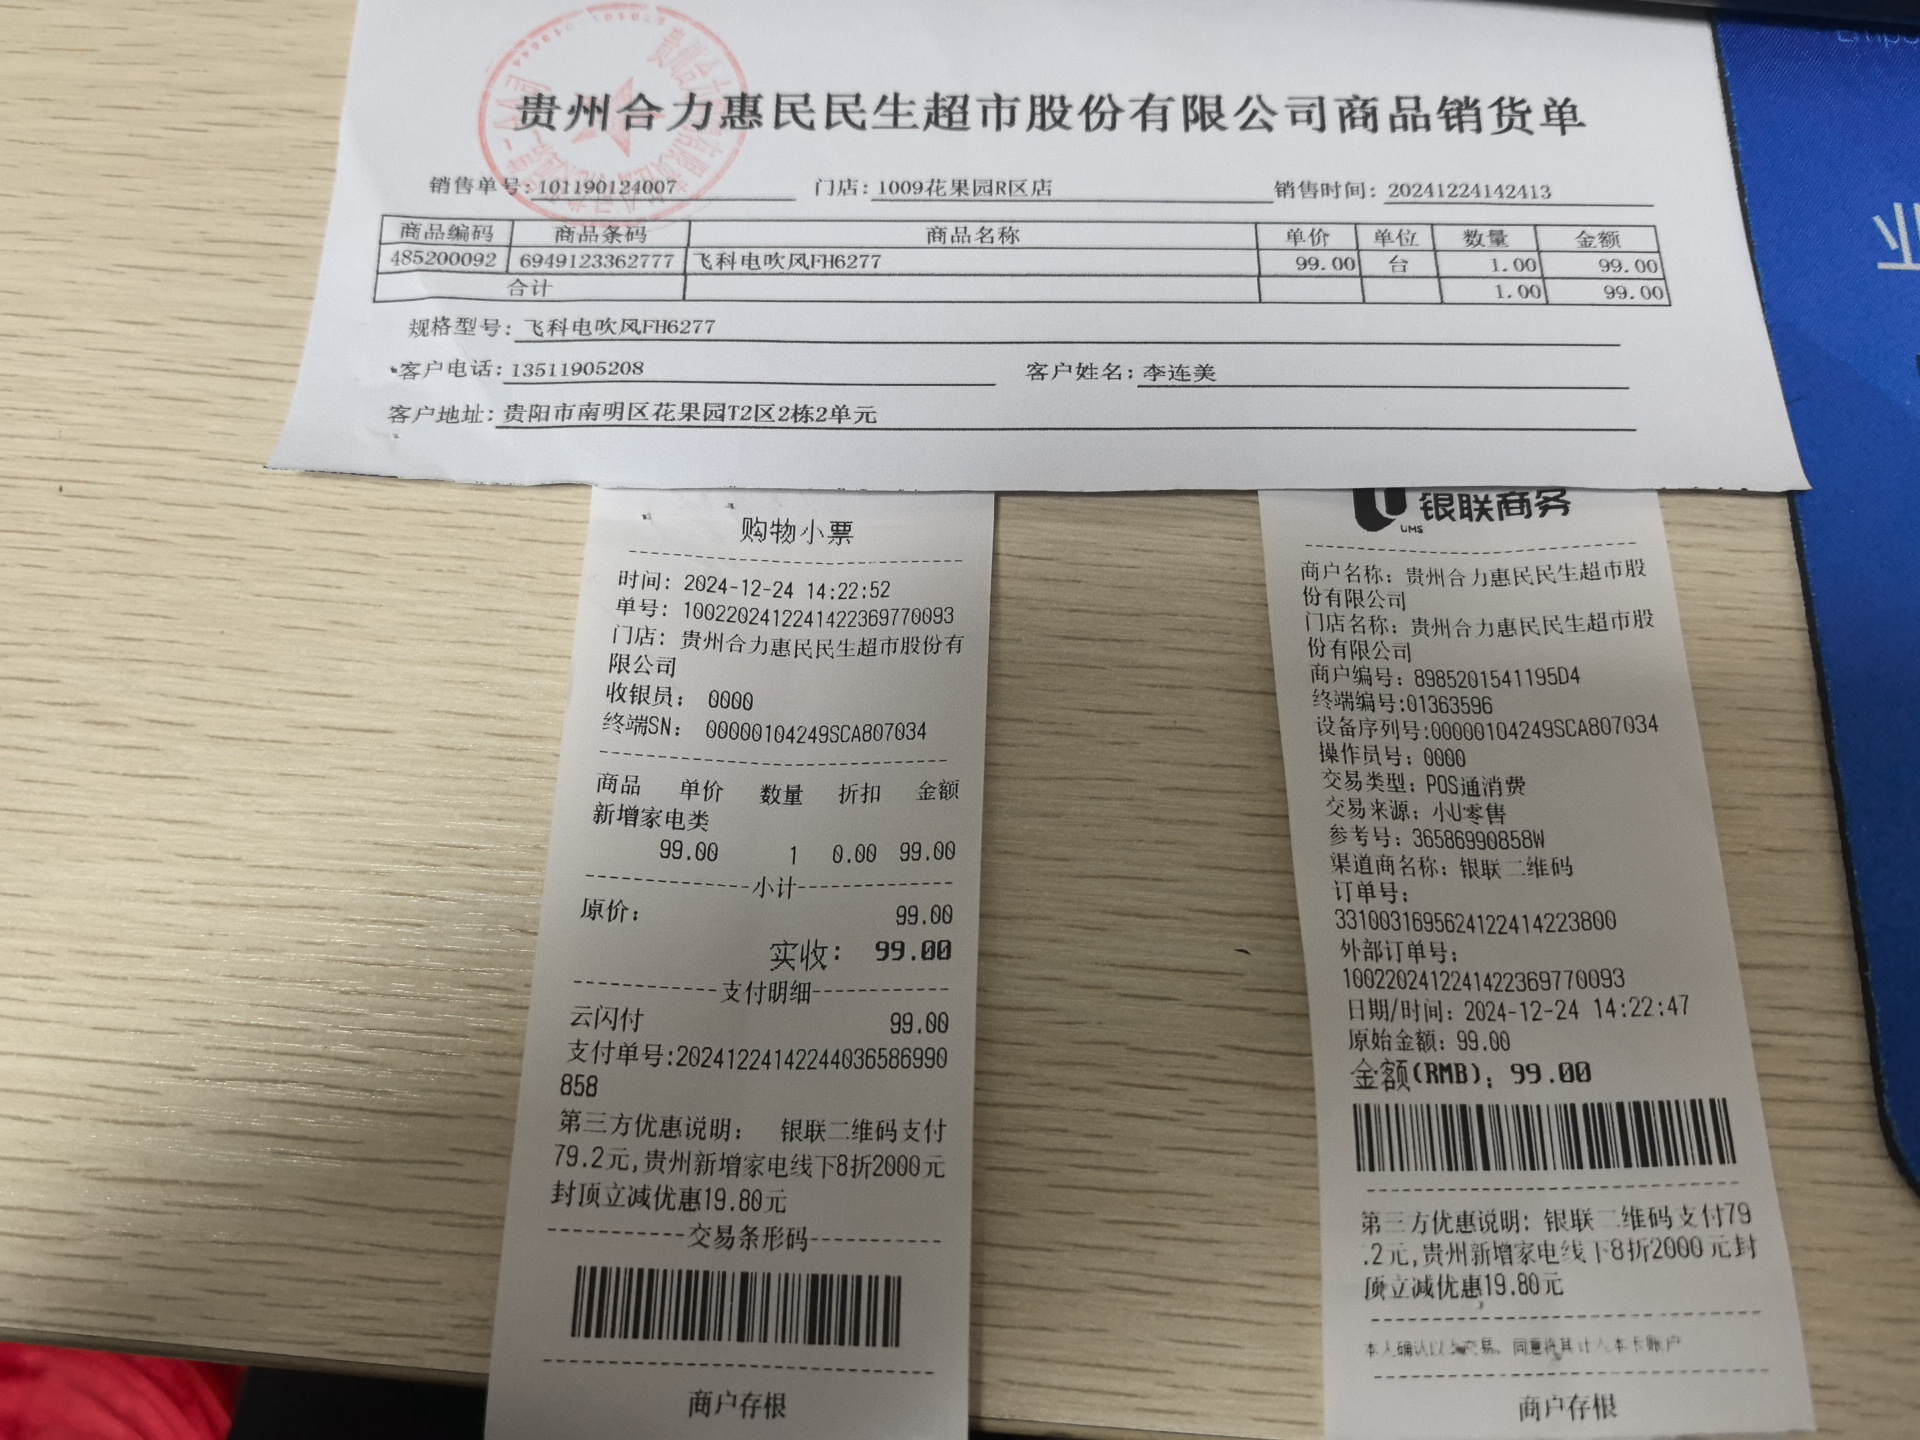 贵州合力惠民民生超市股份有限公司商品销货单
销售单号: 101190124007 门店: 1009花果园R区店 销售时间: 20241224142413
商品编码 商品条码 商品名称 单价 单位 数量 金额
485200092 6949123362777 飞科电吹风FH6277 99.00 台 1.00 99.00
合计 1.00 99.00
规格型号: 飞科电吹风FH6277
客户电话: 13511905208 客户姓名: 李连美
客户地址: 贵阳市南明区花果园T2区2栋2单元
购物小票
时间: 2024-12-24 14:22:52
单号: 1002202412241422369770093
门店: 贵州合力惠民民生超市股份有
限公司
收银员: 0000
终端SN: 00000104249SCA807034
商品 单价 数量 折扣 金额
新增家电类
99.00 1 0.00 99.00
小计
原价: 99.00
实收: 99.00
支付明细
云闪付 99.00
支付单号:20241224142244036586990
858
第三方优惠说明: 银联二维码支付
79.2元,贵州新增家电线下8折2000元
封顶立减优惠19.80元
交易条形码
商户存根
银联商务
UMS
商户名称: 贵州合力惠民民生超市股
份有限公司
门店名称: 贵州合力惠民民生超市股
份有限公司
商户编号: 8985201541195D4
终端编号:01363596
设备序列号:00000104249SCA807034
操作员号: 0000
交易类型: POS通消费
交易来源: 小U零售
参考号: 36586990858W
渠道商名称: 银联二维码
订单号:
3310031695624122414223800
外部订单号:
1002202412241422369770093
日期/时间: 2024-12-24 14:22:47
原始金额: 99.00
金额(RMB): 99.00
第三方优惠说明: 银联二维码支付79
.2元,贵州新增家电线下8折2000元封
顶立减优惠19.80元
本人确认以上交易, 同意将其计入本卡账户
商户存根
业